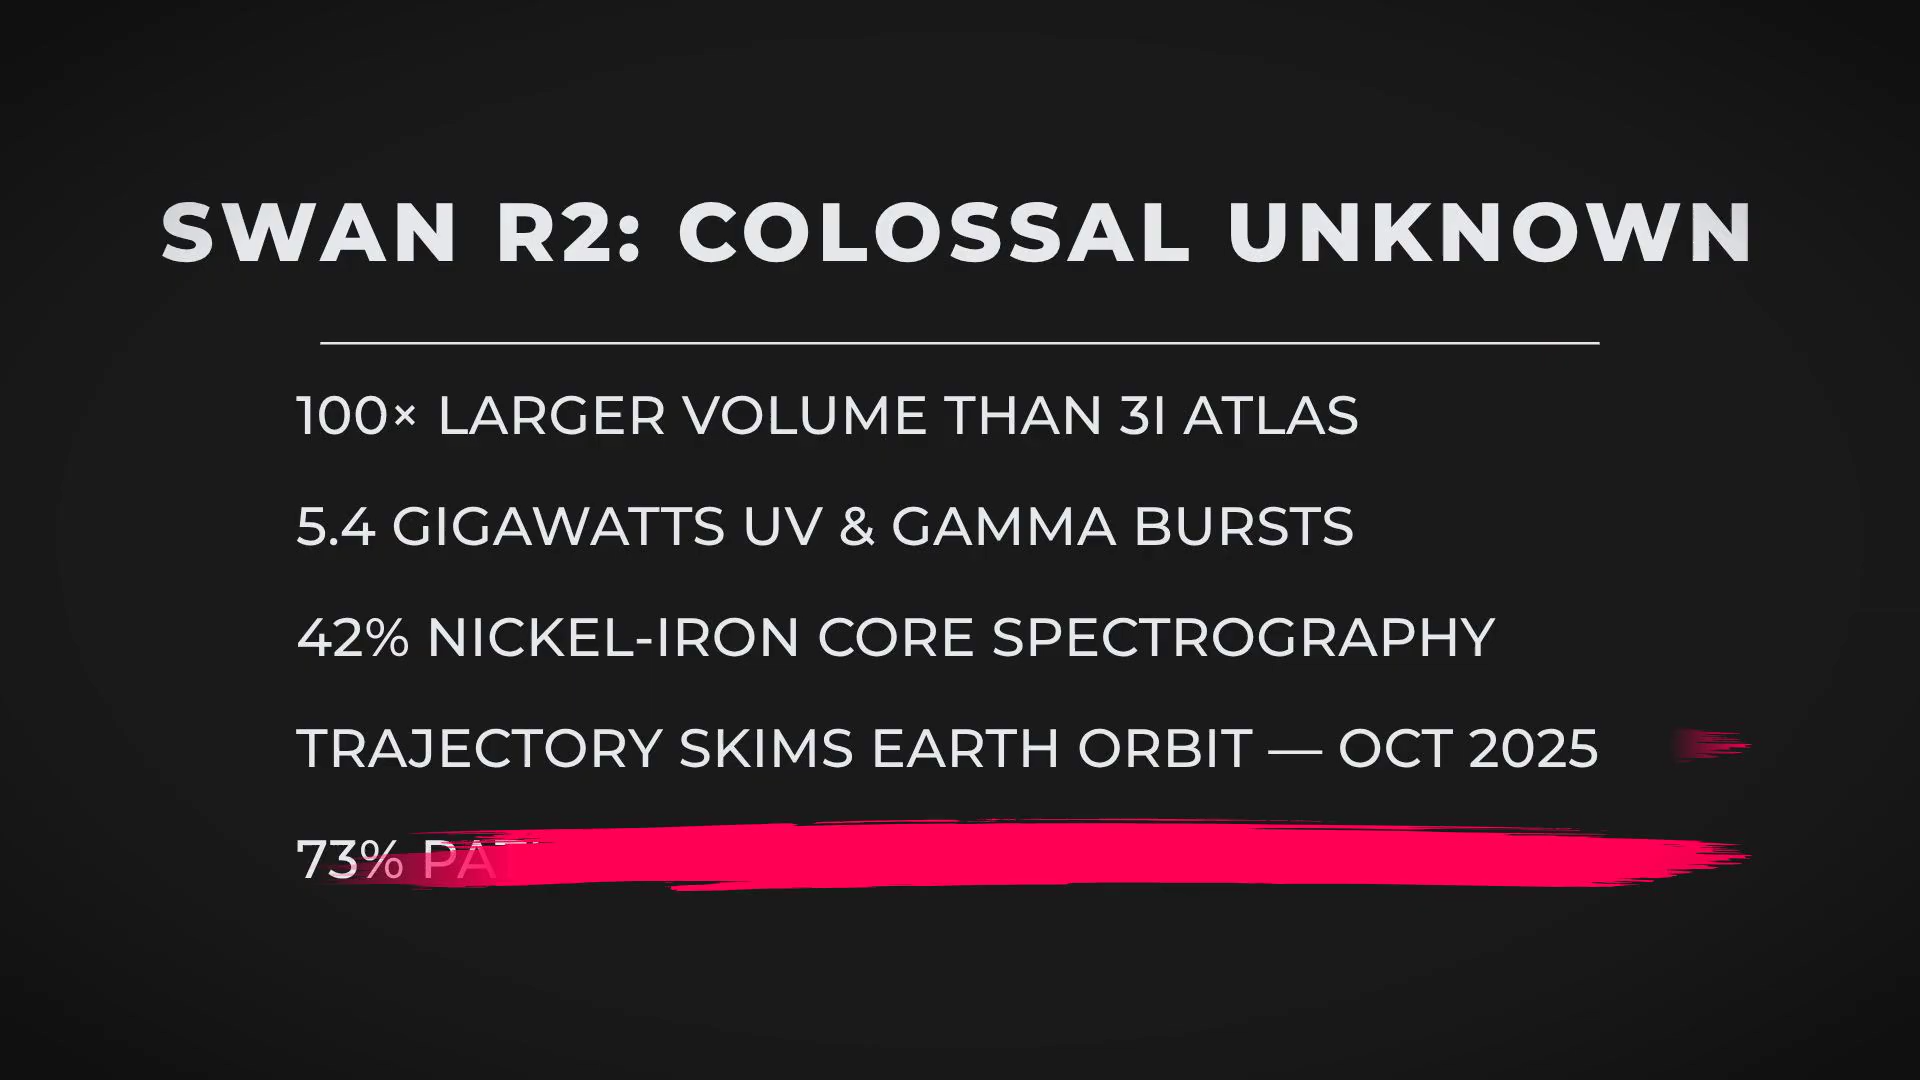 SWAN R2: COLOSSAL UNKNOWN
100× LARGER VOLUME THAN 3I ATLAS
5.4 GIGAWATTS UV & GAMMA BURSTS
42% NICKEL-IRON CORE SPECTROGRAPHY
TRAJECTORY SKIMS EARTH ORBIT — OCT 2025
73%